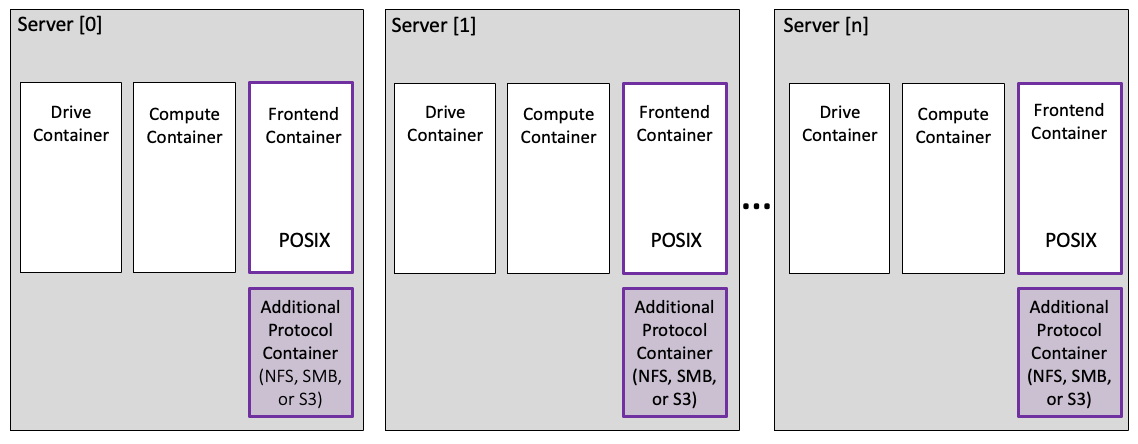 Server [0]
Drive
Container
Compute
Container
Frontend
Container
POSIX
Additional
Protocol
Container
(NFS, SMB,
or S3)
Server [1]
Drive
Container
Compute
Container
Frontend
Container
POSIX
Additional
Protocol
Container
(NFS, SMB,
or S3)
...
Server [n]
Drive
Container
Compute
Container
Frontend
Container
POSIX
Additional
Protocol
Container
(NFS, SMB,
or S3)